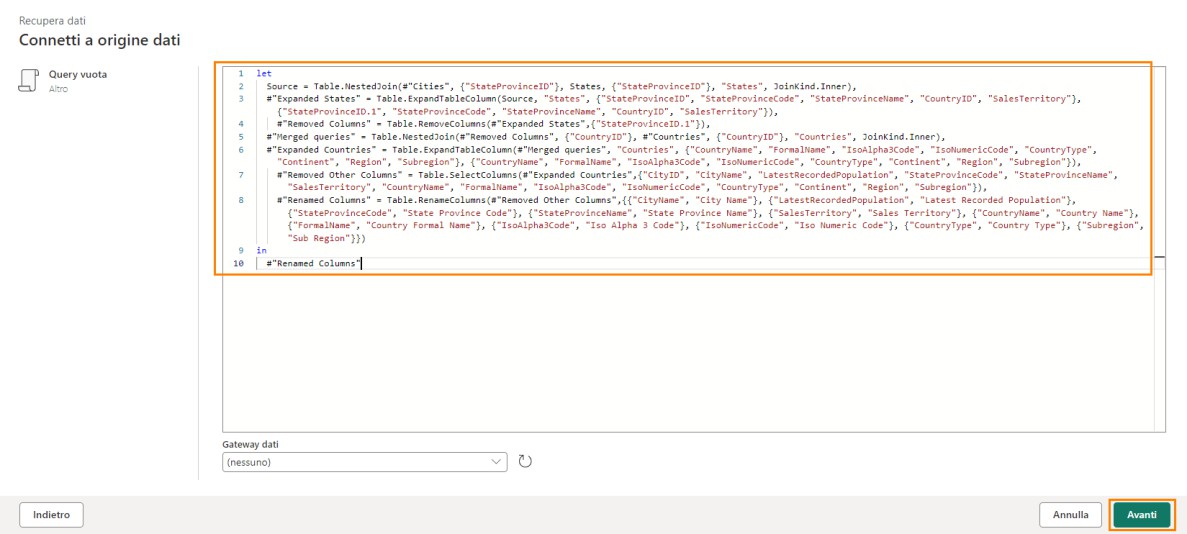 Recupera dati
Connetti a origine dati
Query vuota
Altro
1 let
2 Source = Table.NestedJoin(#"Cities", {"StateProvinceID"}, States, {"StateProvinceID"}, "States", JoinKind.Inner),
3 #"Expanded States" = Table.ExpandTableColumn(Source, "States", {"StateProvinceID", "StateProvinceCode", "StateProvinceName", "CountryID", "SalesTerritory"},
{"StateProvinceID.1", "StateProvinceCode", "StateProvinceName", "CountryID", "SalesTerritory"}),
4 #"Removed Columns" = Table.RemoveColumns(#"Expanded States",{"StateProvinceID.1"}),
5 #"Merged queries" = Table.NestedJoin(#"Removed Columns", {"CountryID"}, #"Countries", {"CountryID"}, "Countries", JoinKind.Inner),
6 #"Expanded Countries" = Table.ExpandTableColumn(#"Merged queries", "Countries", {"CountryName", "FormalName", "IsoAlpha3Code", "IsoNumericCode", "CountryType",
"Continent", "Region", "Subregion"}, {"CountryName", "FormalName", "IsoAlpha3Code", "IsoNumericCode", "CountryType", "Continent", "Region", "Subregion"}),
7 #"Removed Other Columns" = Table.SelectColumns(#"Expanded Countries",{"CityID", "CityName", "LatestRecordedPopulation", "StateProvinceCode", "StateProvinceName",
"SalesTerritory", "CountryName", "FormalName", "IsoAlpha3Code", "IsoNumericCode", "CountryType", "Continent", "Region", "Subregion"}),
8 #"Renamed Columns" = Table.RenameColumns(#"Removed Other Columns",{{"CityName", "City Name"}, {"LatestRecordedPopulation", "Latest Recorded Population"},
{"StateProvinceCode", "State Province Code"}, {"StateProvinceName", "State Province Name"}, {"SalesTerritory", "Sales Territory"}, {"CountryName", "Country Name"},
{"FormalName", "Country Formal Name"}, {"IsoAlpha3Code", "Iso Alpha 3 Code"}, {"IsoNumericCode", "Iso Numeric Code"}, {"CountryType", "Country Type"}, {"Subregion",
"Sub Region"}})
9 in
10 #"Renamed Columns"
Gateway dati
(nessuno)
Indietro
Annulla
Avanti